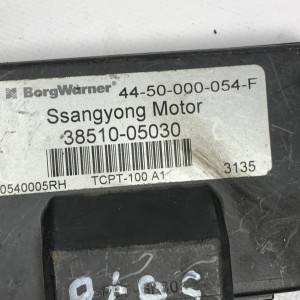 BorgWarner 44-50-000-054-F
Ssangyong Motor
38510-05030
0540005RH TCPT-100 A1 3135